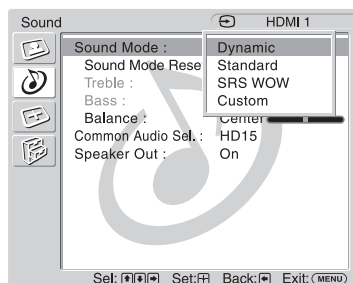 Sound HDMI 1
Sound Mode : Dynamic
Sound Mode Rese Standard
Treble : SRS WOW
Bass : Custom
Balance : Center
Common Audio Sel. : HD15
Speaker Out : On
Sel: Set: Back: Exit: MENU